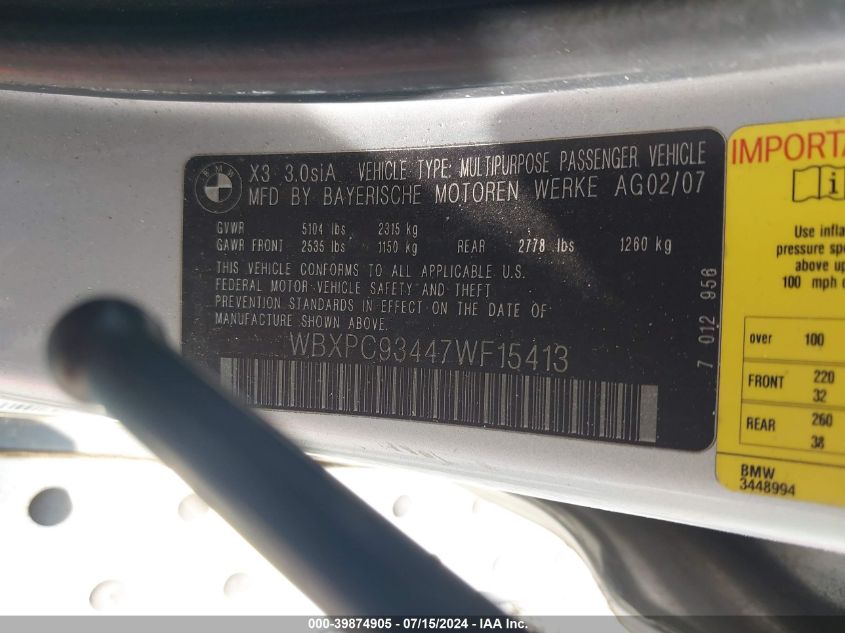 BMW
X3 3.0siA VEHICLE TYPE: MULTIPURPOSE PASSENGER VEHICLE
MFD BY BAYERISCHE MOTOREN WERKE AG02/07
GVWR 5104 lbs 2315 kg
GAWR FRONT 2535 lbs 1150 kg REAR 2778 lbs 1260 kg
THIS VEHICLE CONFORMS TO ALL APPLICABLE U.S.
FEDERAL MOTOR VEHICLE SAFETY AND THEFT
PREVENTION STANDARDS IN EFFECT ON THE DATE OF
MANUFACTURE SHOWN ABOVE.
WBXPC93447WF15413
7 012 956
IMPORTA
i
Use infla
pressure spe
above up
100 mph
over 100
FRONT 220
32
REAR 260
38
BMW
3448994
000-39874905 - 07/15/2024 - IAA Inc.